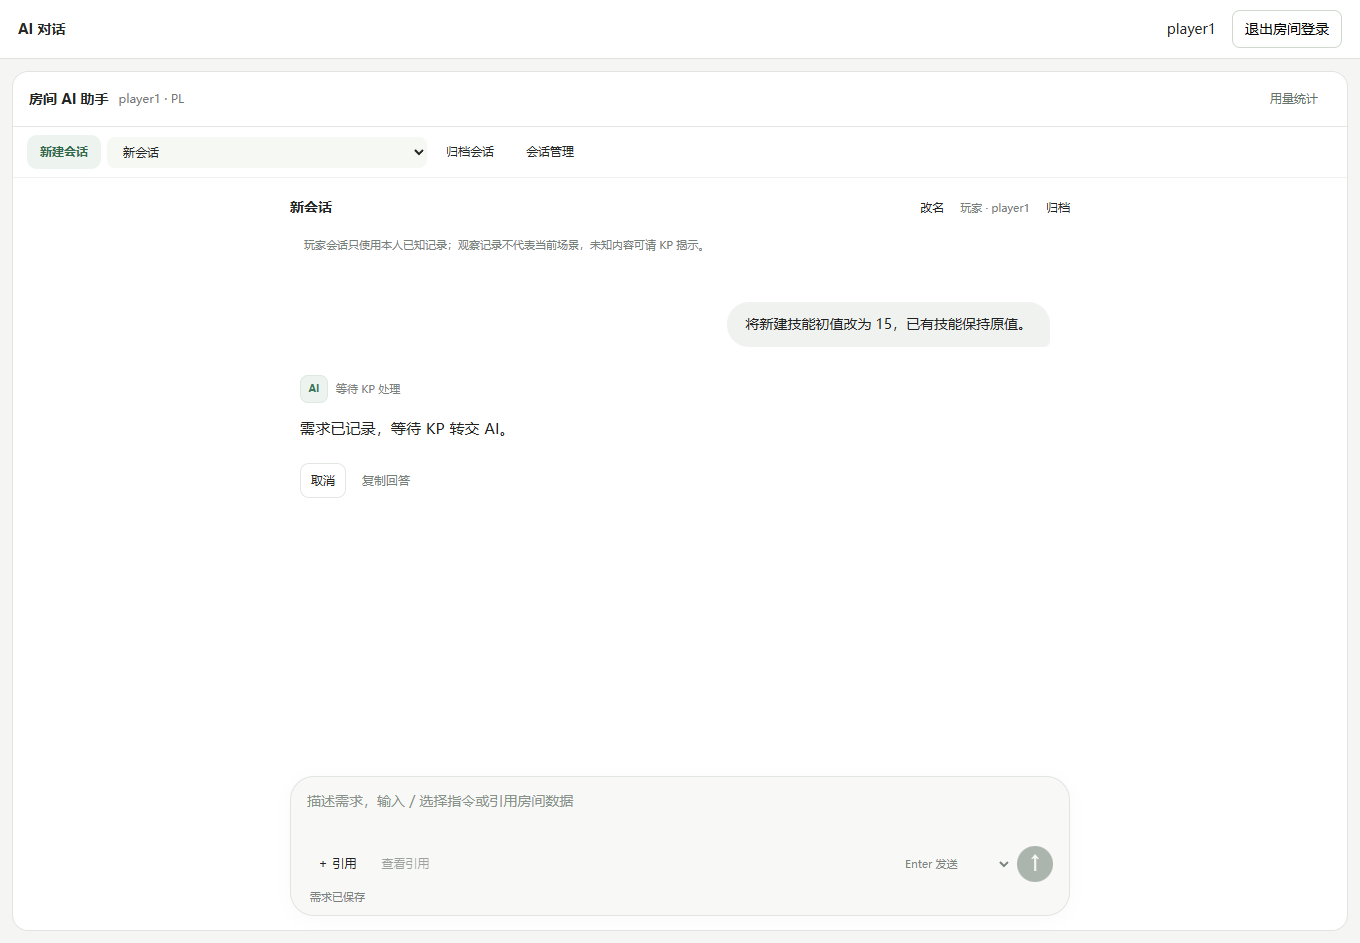 AI 对话
player1
退出房间登录
房间 AI 助手
player1 · PL
用量统计
新建会话
新会话
归档会话
会话管理
新会话
改名
玩家 · player1
归档
玩家会话只使用本人已知记录；观察记录不代表当前场景，未知内容可请 KP 揭示。
将新建技能初值改为 15，已有技能保持原值。
AI
等待 KP 处理
需求已记录，等待 KP 转交 AI。
取消
复制回答
描述需求，输入 / 选择指令或引用房间数据
+ 引用
查看引用
Enter 发送
↑
需求已保存